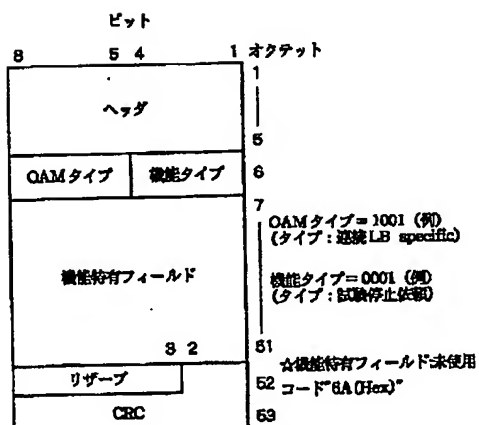 ビット
8 5 4 1 オクテット
1
ヘッダ
5
OAMタイプ 機能タイプ 6
7
OAMタイプ=1001 (例)
(タイプ:連続LB specific)
機能特有フィールド
機能タイプ=0001 (例)
(タイプ:試験停止依頼)
51
3 2
☆機能特有フィールド:未使用
リザーブ 52 コード"6A(Hex)"
CRC 53